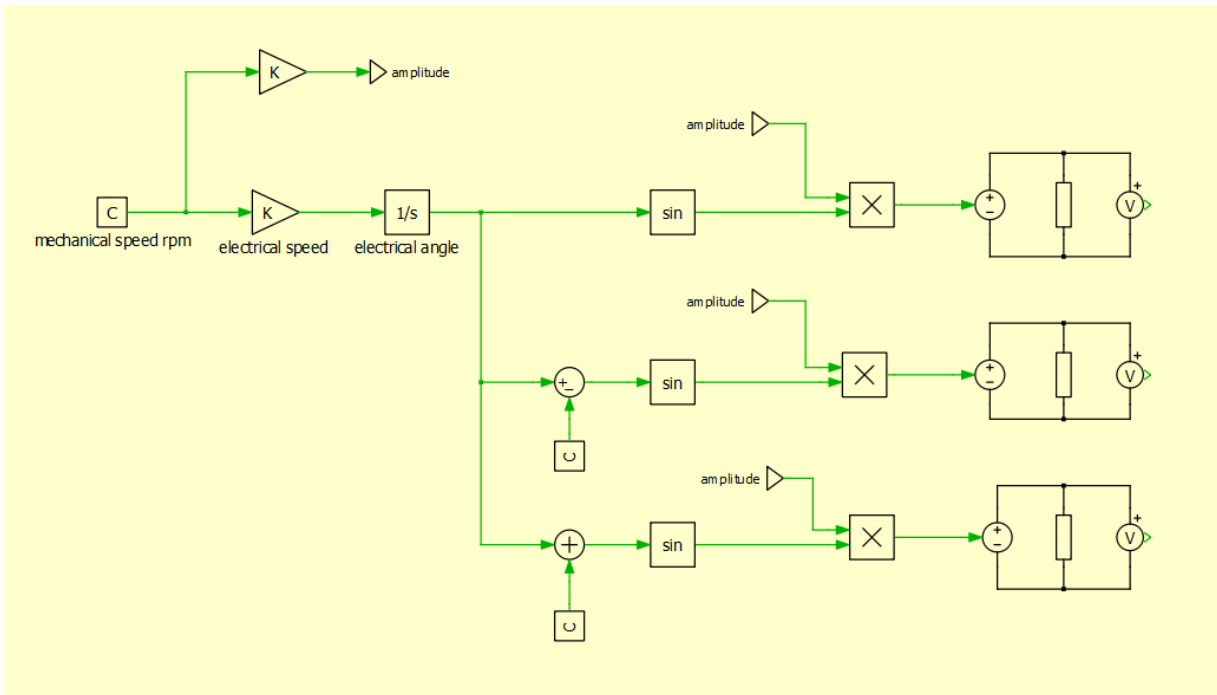 K
amplitude
amplitude
C
mechanical speed rpm
K
electrical speed
1/s
electrical angle
sin
×
+
−
+
V
amplitude
+
−
sin
×
+
−
+
V
C
amplitude
+
sin
×
+
−
+
V
C